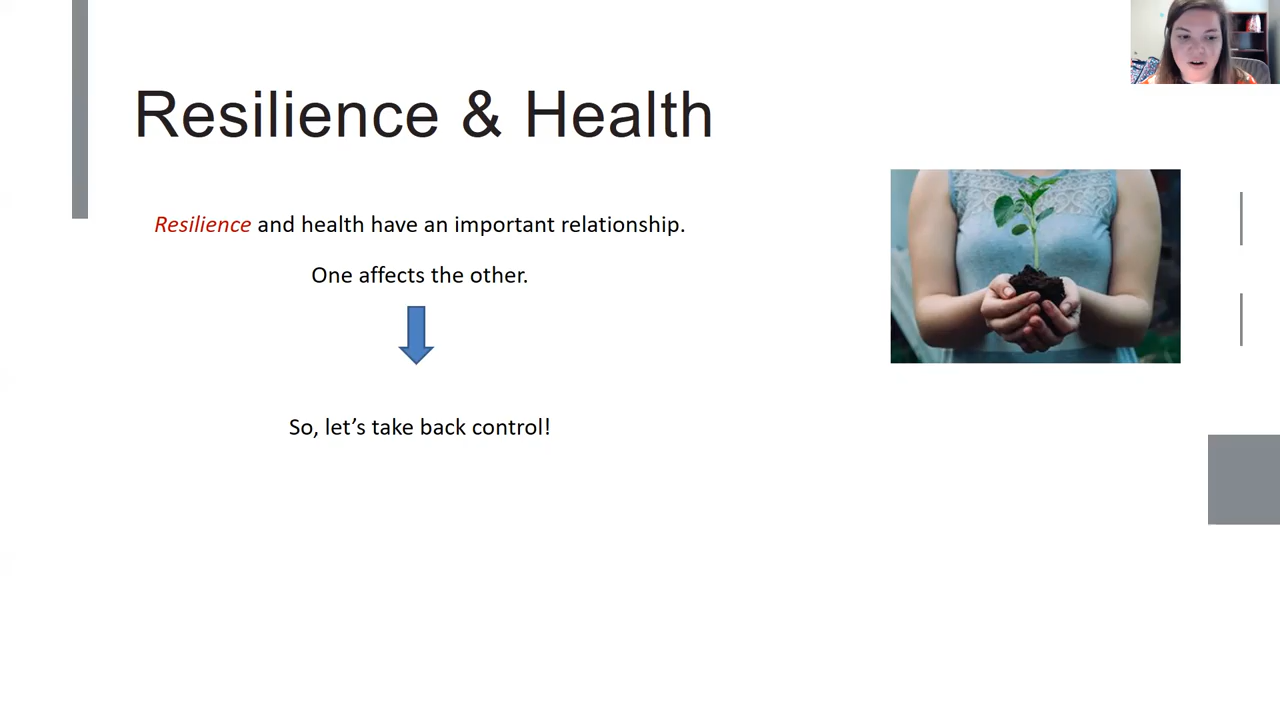 Resilience & Health
Resilience and health have an important relationship.
One affects the other.
So, let’s take back control!